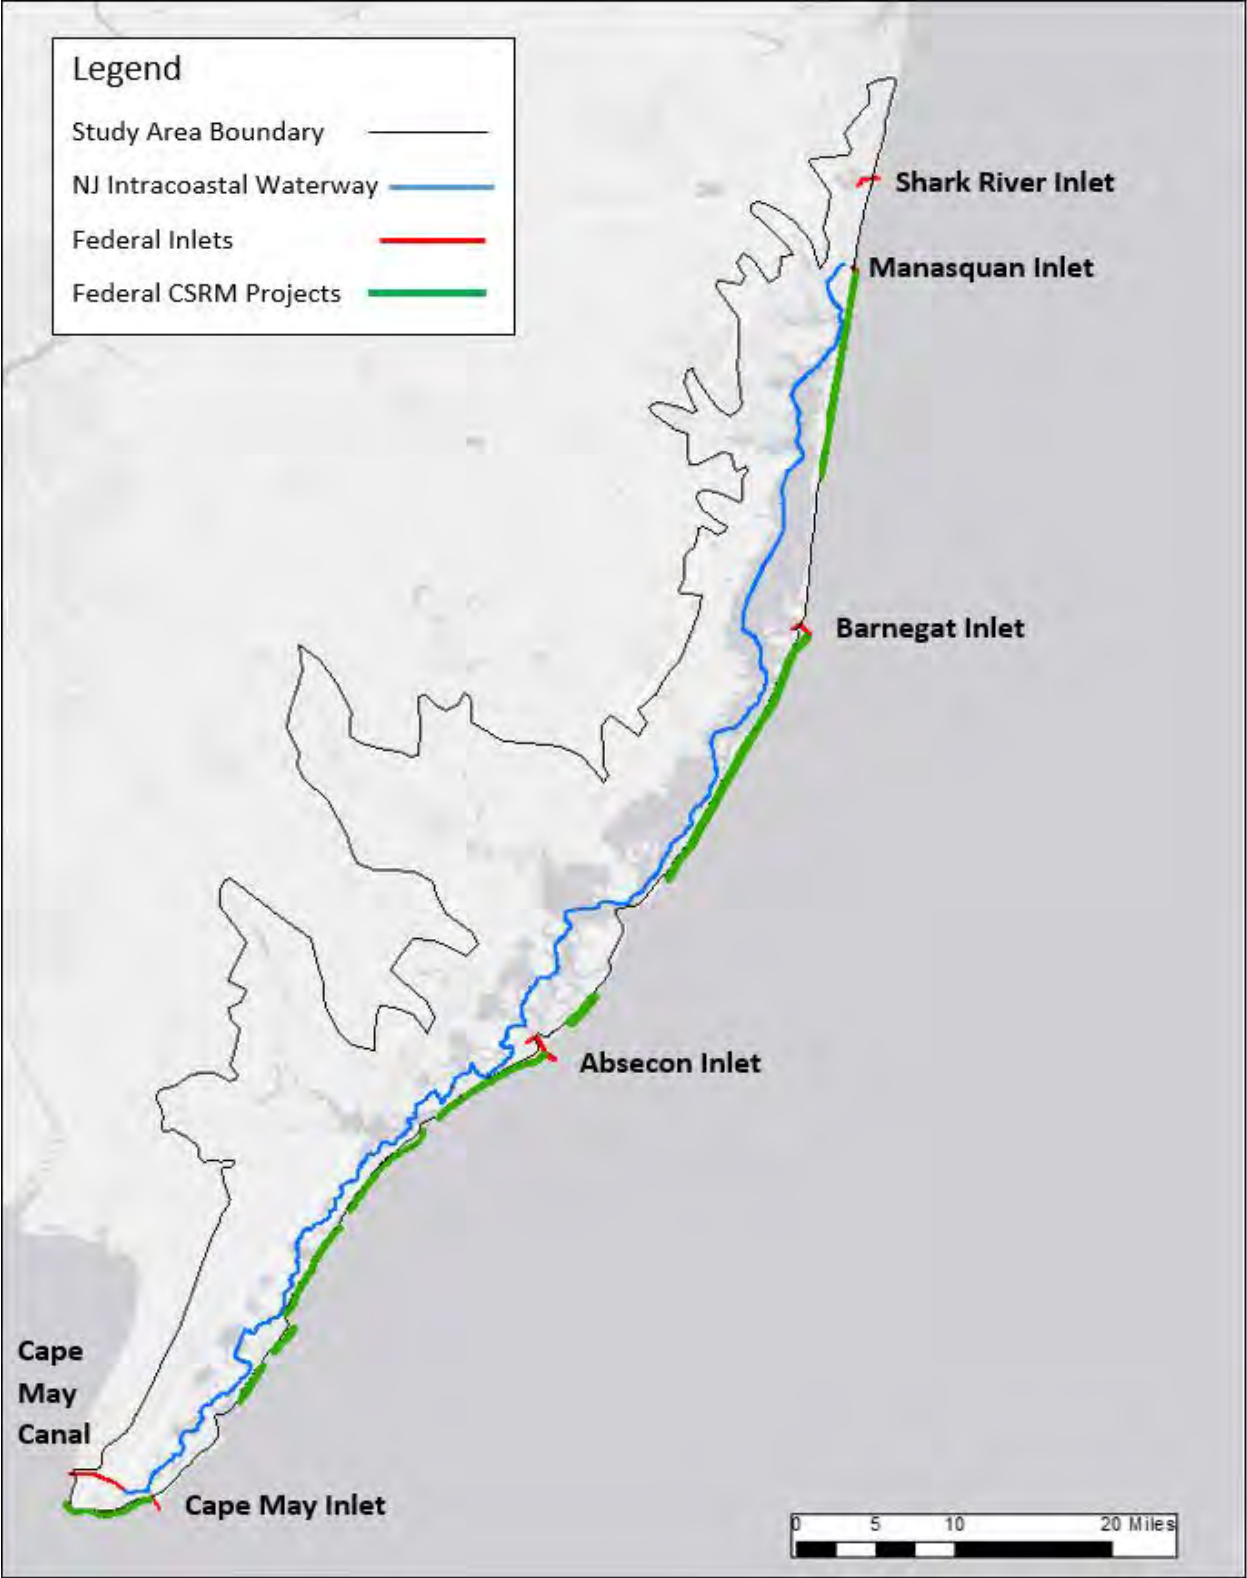 Legend
Study Area Boundary
NJ Intracoastal Waterway
Federal Inlets
Federal CSRM Projects
Shark River Inlet
Manasquan Inlet
Barnegat Inlet
Absecon Inlet
Cape
May
Canal
Cape May Inlet
0 5 10 20 Miles